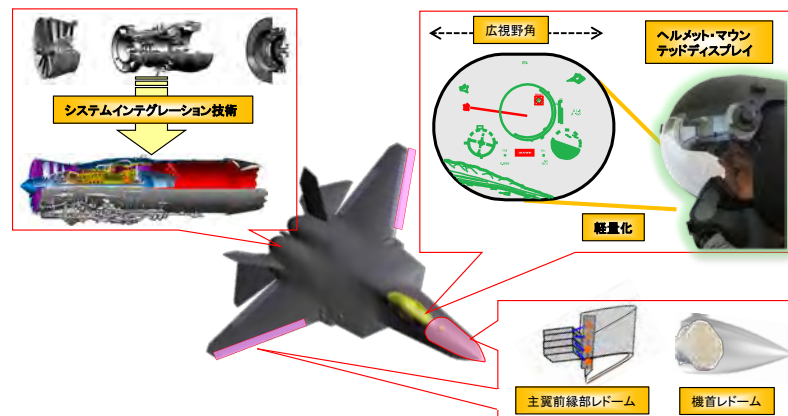 広視野角
ヘルメット・マウン
テッドディスプレイ
システムインテグレーション技術
軽量化
主翼前縁部レドーム
機首レドーム